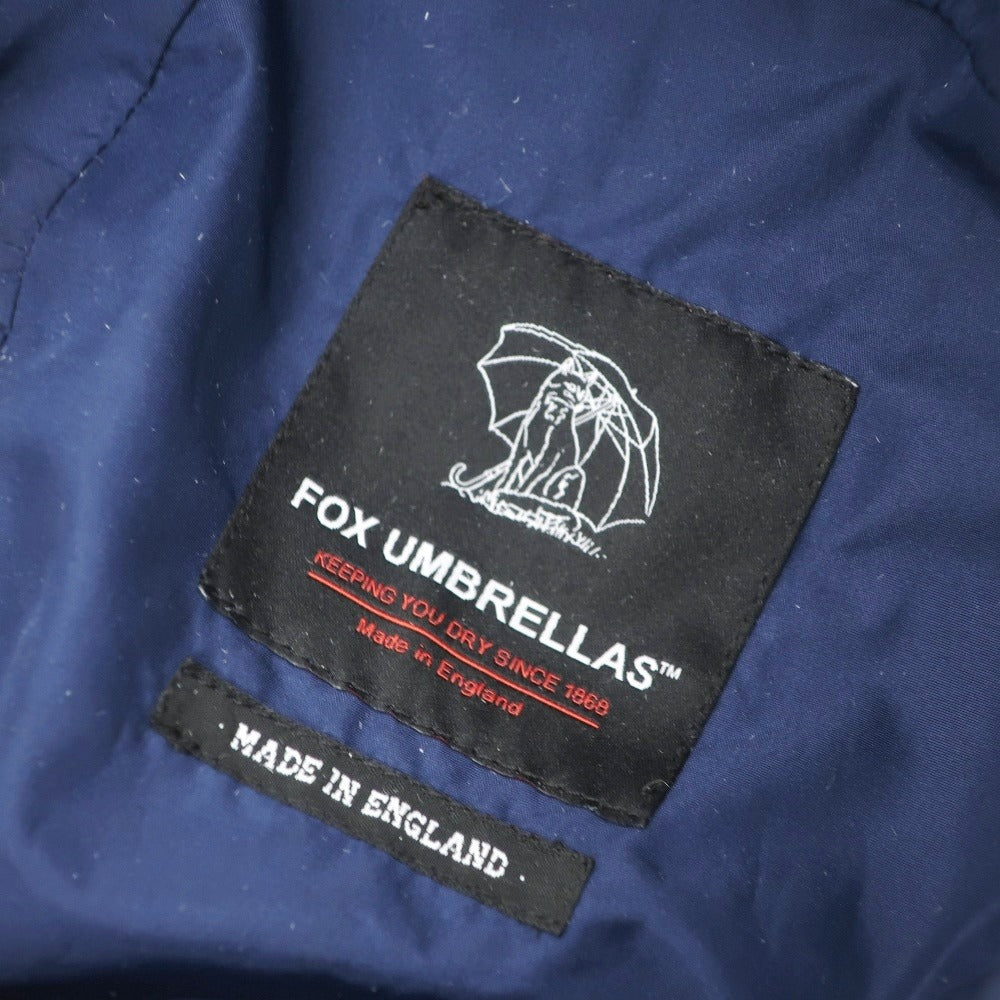 FOX UMBRELLAS™
KEEPING YOU DRY SINCE 1868
Made in England
· MADE IN ENGLAND ·